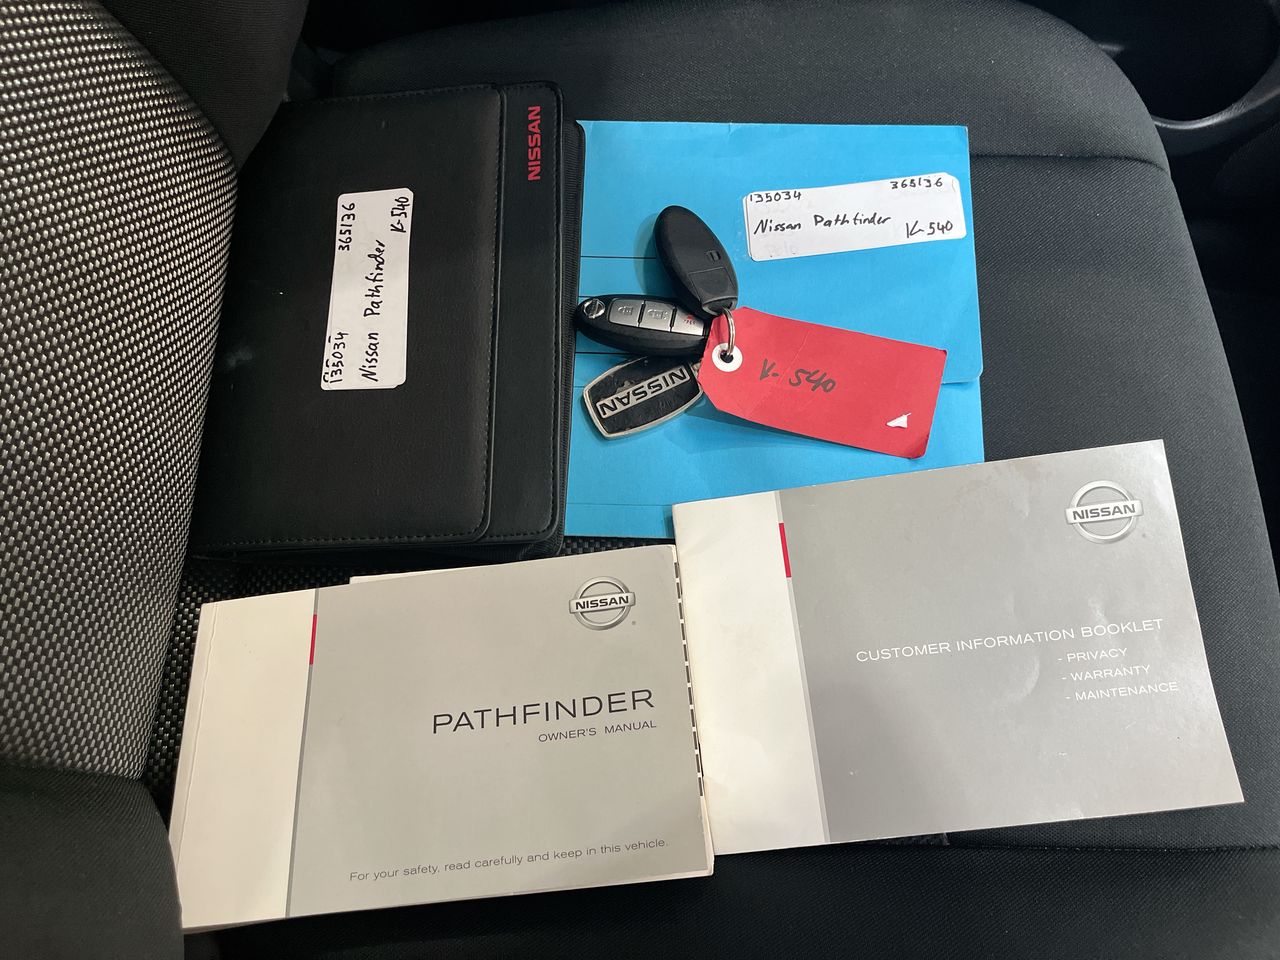 NISSAN
135034 365136
Nissan Pathfinder
K-540
135034 365136
Nissan Pathfinder
K-540
K-540
NISSAN
NISSAN
PATHFINDER
OWNER'S MANUAL
For your safety, read carefully and keep in this vehicle.
NISSAN
CUSTOMER INFORMATION BOOKLET
- PRIVACY
- WARRANTY
- MAINTENANCE